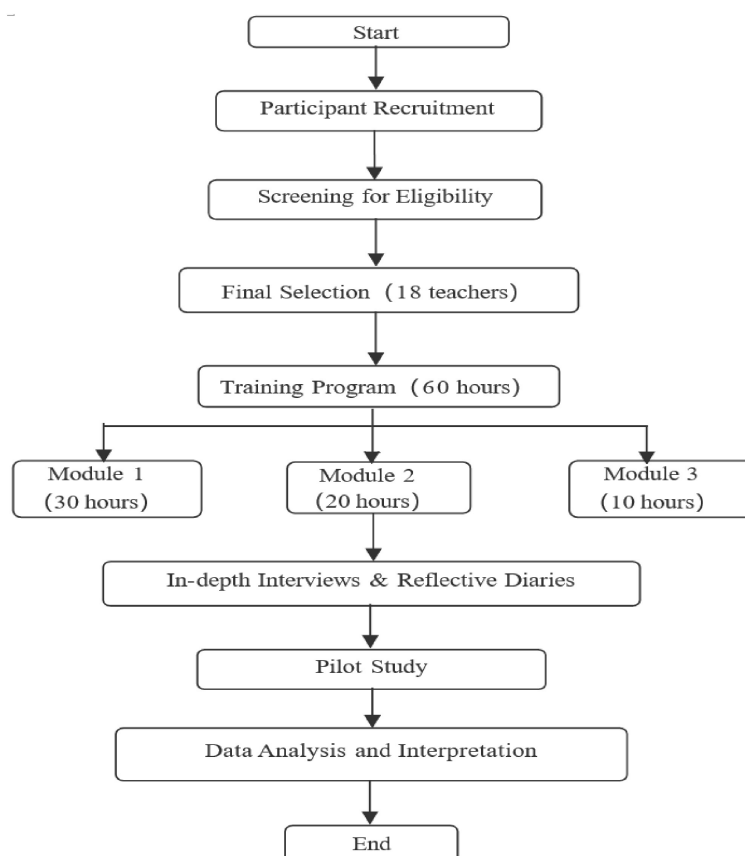 Start
Participant Recruitment
Screening for Eligibility
Final Selection (18 teachers)
Training Program (60 hours)
Module 1
(30 hours)
Module 2
(20 hours)
Module 3
(10 hours)
In-depth Interviews & Reflective Diaries
Pilot Study
Data Analysis and Interpretation
End